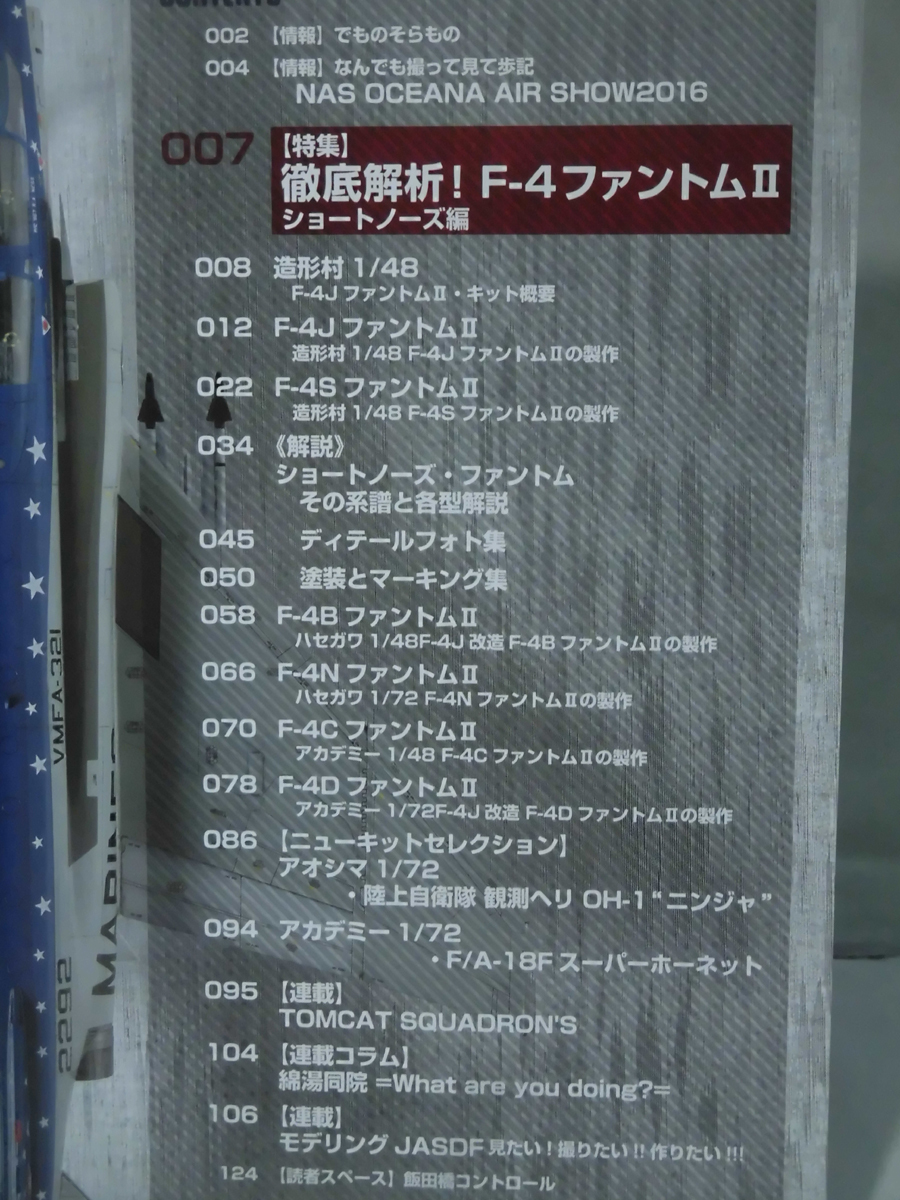 002 【情報】でものそらもの
004 【情報】なんでも撮って見て歩記
NAS OCEANA AIR SHOW2016
007 【特集】
徹底解析！F-4ファントムⅡ
ショートノーズ編
008 造形村 1/48
F-4J ファントムⅡ・キット概要
012 F-4J ファントムⅡ
造形村 1/48 F-4J ファントムⅡの製作
022 F-4S ファントムⅡ
造形村 1/48 F-4S ファントムⅡの製作
034 《解説》
ショートノーズ・ファントム
その系譜と各型解説
045 ディテールフォト集
050 塗装とマーキング集
058 F-4B ファントムⅡ
ハセガワ 1/48F-4J 改造 F-4B ファントムⅡの製作
066 F-4N ファントムⅡ
ハセガワ 1/72 F-4N ファントムⅡの製作
070 F-4C ファントムⅡ
アカデミー 1/48 F-4C ファントムⅡの製作
078 F-4D ファントムⅡ
アカデミー 1/72F-4J 改造 F-4D ファントムⅡの製作
086 【ニューキットセレクション】
アオシマ 1/72
・陸上自衛隊 観測ヘリ OH-1 “ニンジャ”
094 アカデミー 1/72
・F/A-18F スーパーホーネット
095 【連載】
TOMCAT SQUADRON'S
104 【連載コラム】
綿湯同院 =What are you doing?=
106 【連載】
モデリング JASDF 見たい！撮りたい!! 作りたい!!!
124 【読者スペース】飯田橋コントロール
VMFA-321
MARINES
2292